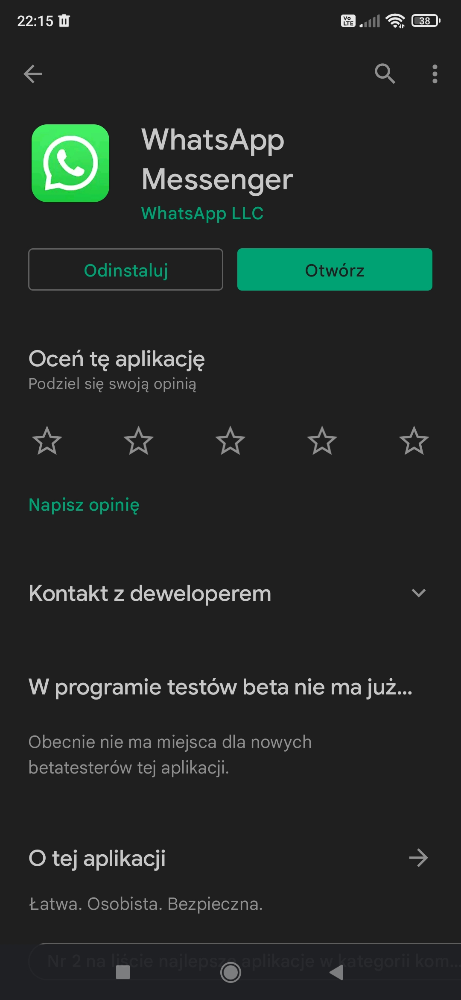 22:15
Vo LTE
38
WhatsApp
Messenger
WhatsApp LLC
Odinstaluj
Otwórz
Oceń tę aplikację
Podziel się swoją opinią
Napisz opinię
Kontakt z deweloperem
W programie testów beta nie ma już...
Obecnie nie ma miejsca dla nowych
betatesterów tej aplikacji.
O tej aplikacji
Łatwa. Osobista. Bezpieczna.
Nr 2 na liście najlepsze aplikacje w kategorii kom...